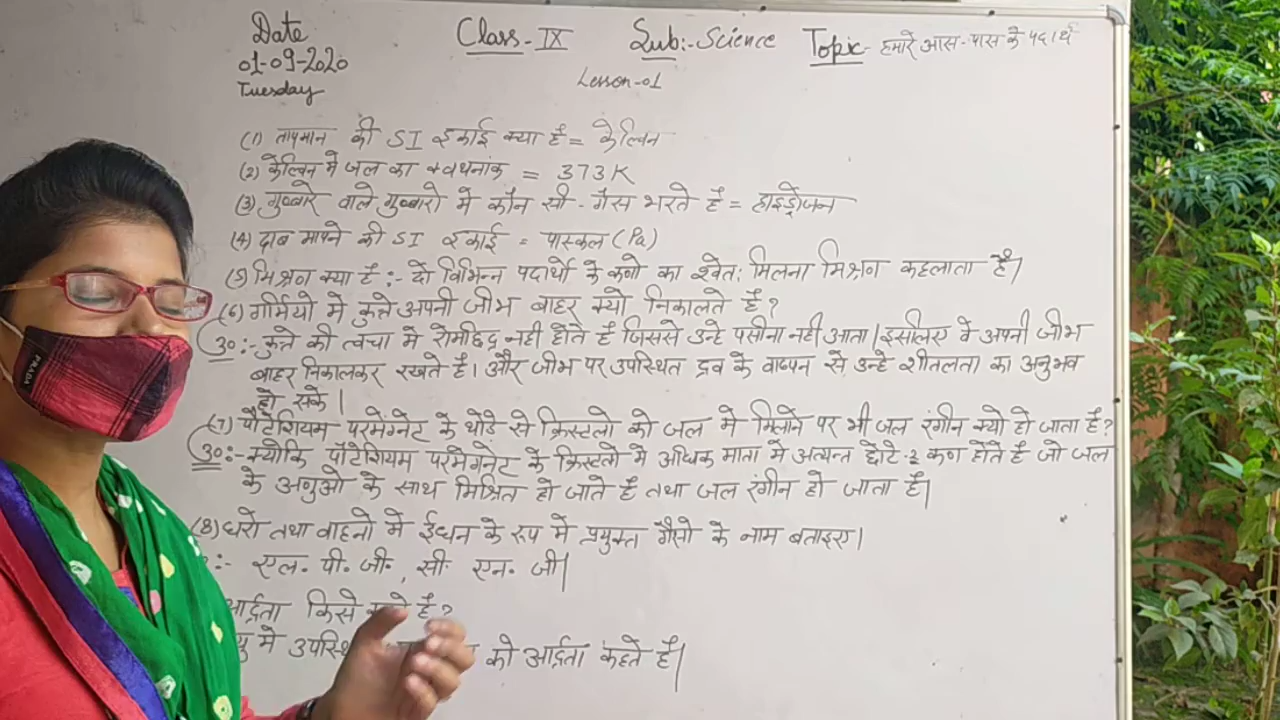 Date Class-IX Sub:-Science Topic- हमारे आस-पास के पदार्थ
01-09-2020 Lesson-01
Tuesday
(1) तापमान की SI इकाई क्या है = केल्विन
(2) केल्विन मे जल का क्वथनांक = 373K
(3) गुब्बारे वाले गुब्बारो मे कौन सी-गैस भरते है = हाइड्रोजन
(4) दाब मापने की SI इकाई = पास्कल (Pa)
(5) मिश्रण क्या है :- दो विभिन्न पदार्थो के कणो का श्वेत: मिलना मिश्रण कहलाता है।
(6) गर्मियो मे कुत्ते अपनी जीभ बाहर क्यो निकालते है ?
उ० :- कुत्ते की त्वचा मे रोमछिद्र नही होते है जिससे उन्हे पसीना नही आता। इसलिए वे अपनी जीभ
बाहर निकालकर रखते है। और जीभ पर उपस्थित द्रव के वाष्पन से उन्हे शीतलता का अनुभव
हो सके।
(7) पोटेशियम परमेंग्नेट के थोडे से क्रिस्टलो को जल मे मिलाने पर भी जल रंगीन क्यो हो जाता है ?
उ० :- क्योकि पोटेशियम परमेगनेट के क्रिस्टलो मे अधिक मात्रा मे अत्यन्त छोटे-2 कण होते है जो जल
के अणुओ के साथ मिश्रित हो जाते है तथा जल रंगीन हो जाता है।
(8) घरो तथा वाहनो मे ईधन के रुप मे प्रयुक्त गैसो के नाम बताइए।
:- एल. पी. जी. , सी. एन. जी।
आर्द्रता किसे है ?
मे को आर्द्रता कहते है।
PRADA